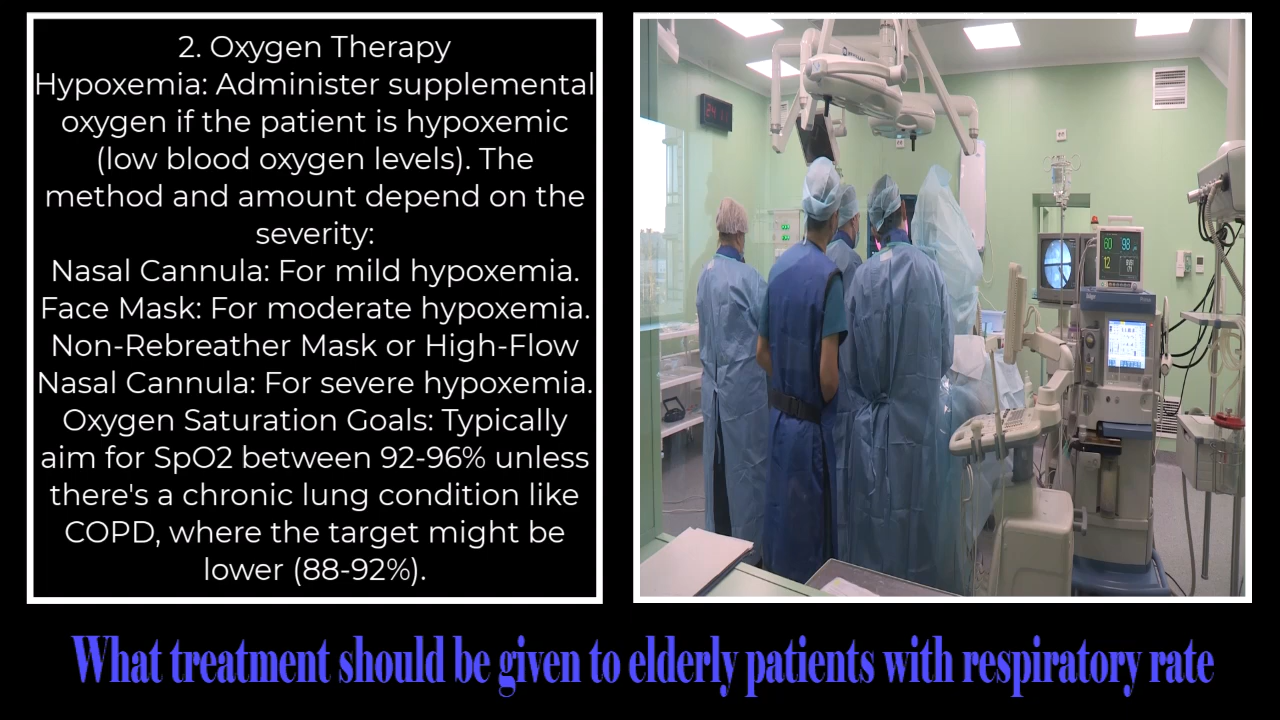 2. Oxygen Therapy
Hypoxemia: Administer supplemental
oxygen if the patient is hypoxemic
(low blood oxygen levels). The
method and amount depend on the
severity:
Nasal Cannula: For mild hypoxemia.
Face Mask: For moderate hypoxemia.
Non-Rebreather Mask or High-Flow
Nasal Cannula: For severe hypoxemia.
Oxygen Saturation Goals: Typically
aim for SpO2 between 92-96% unless
there's a chronic lung condition like
COPD, where the target might be
lower (88-92%).
60 98
12
What treatment should be given to elderly patients with respiratory rate